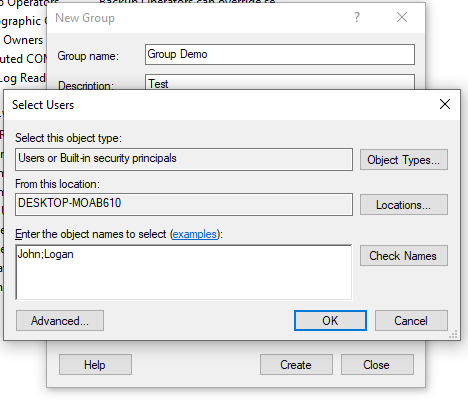 Operators
Backup Operators can override se
New Group
ographic O
Owners
Group name:
Group Demo
uted COM
Log Read
Description:
Test
Select Users
Select this object type:
Users or Built-in security principals
Object Types...
From this location:
DESKTOP-MOAB610
Locations...
Enter the object names to select (examples):
John;Logan
Check Names
Advanced...
OK
Cancel
Help
Create
Close